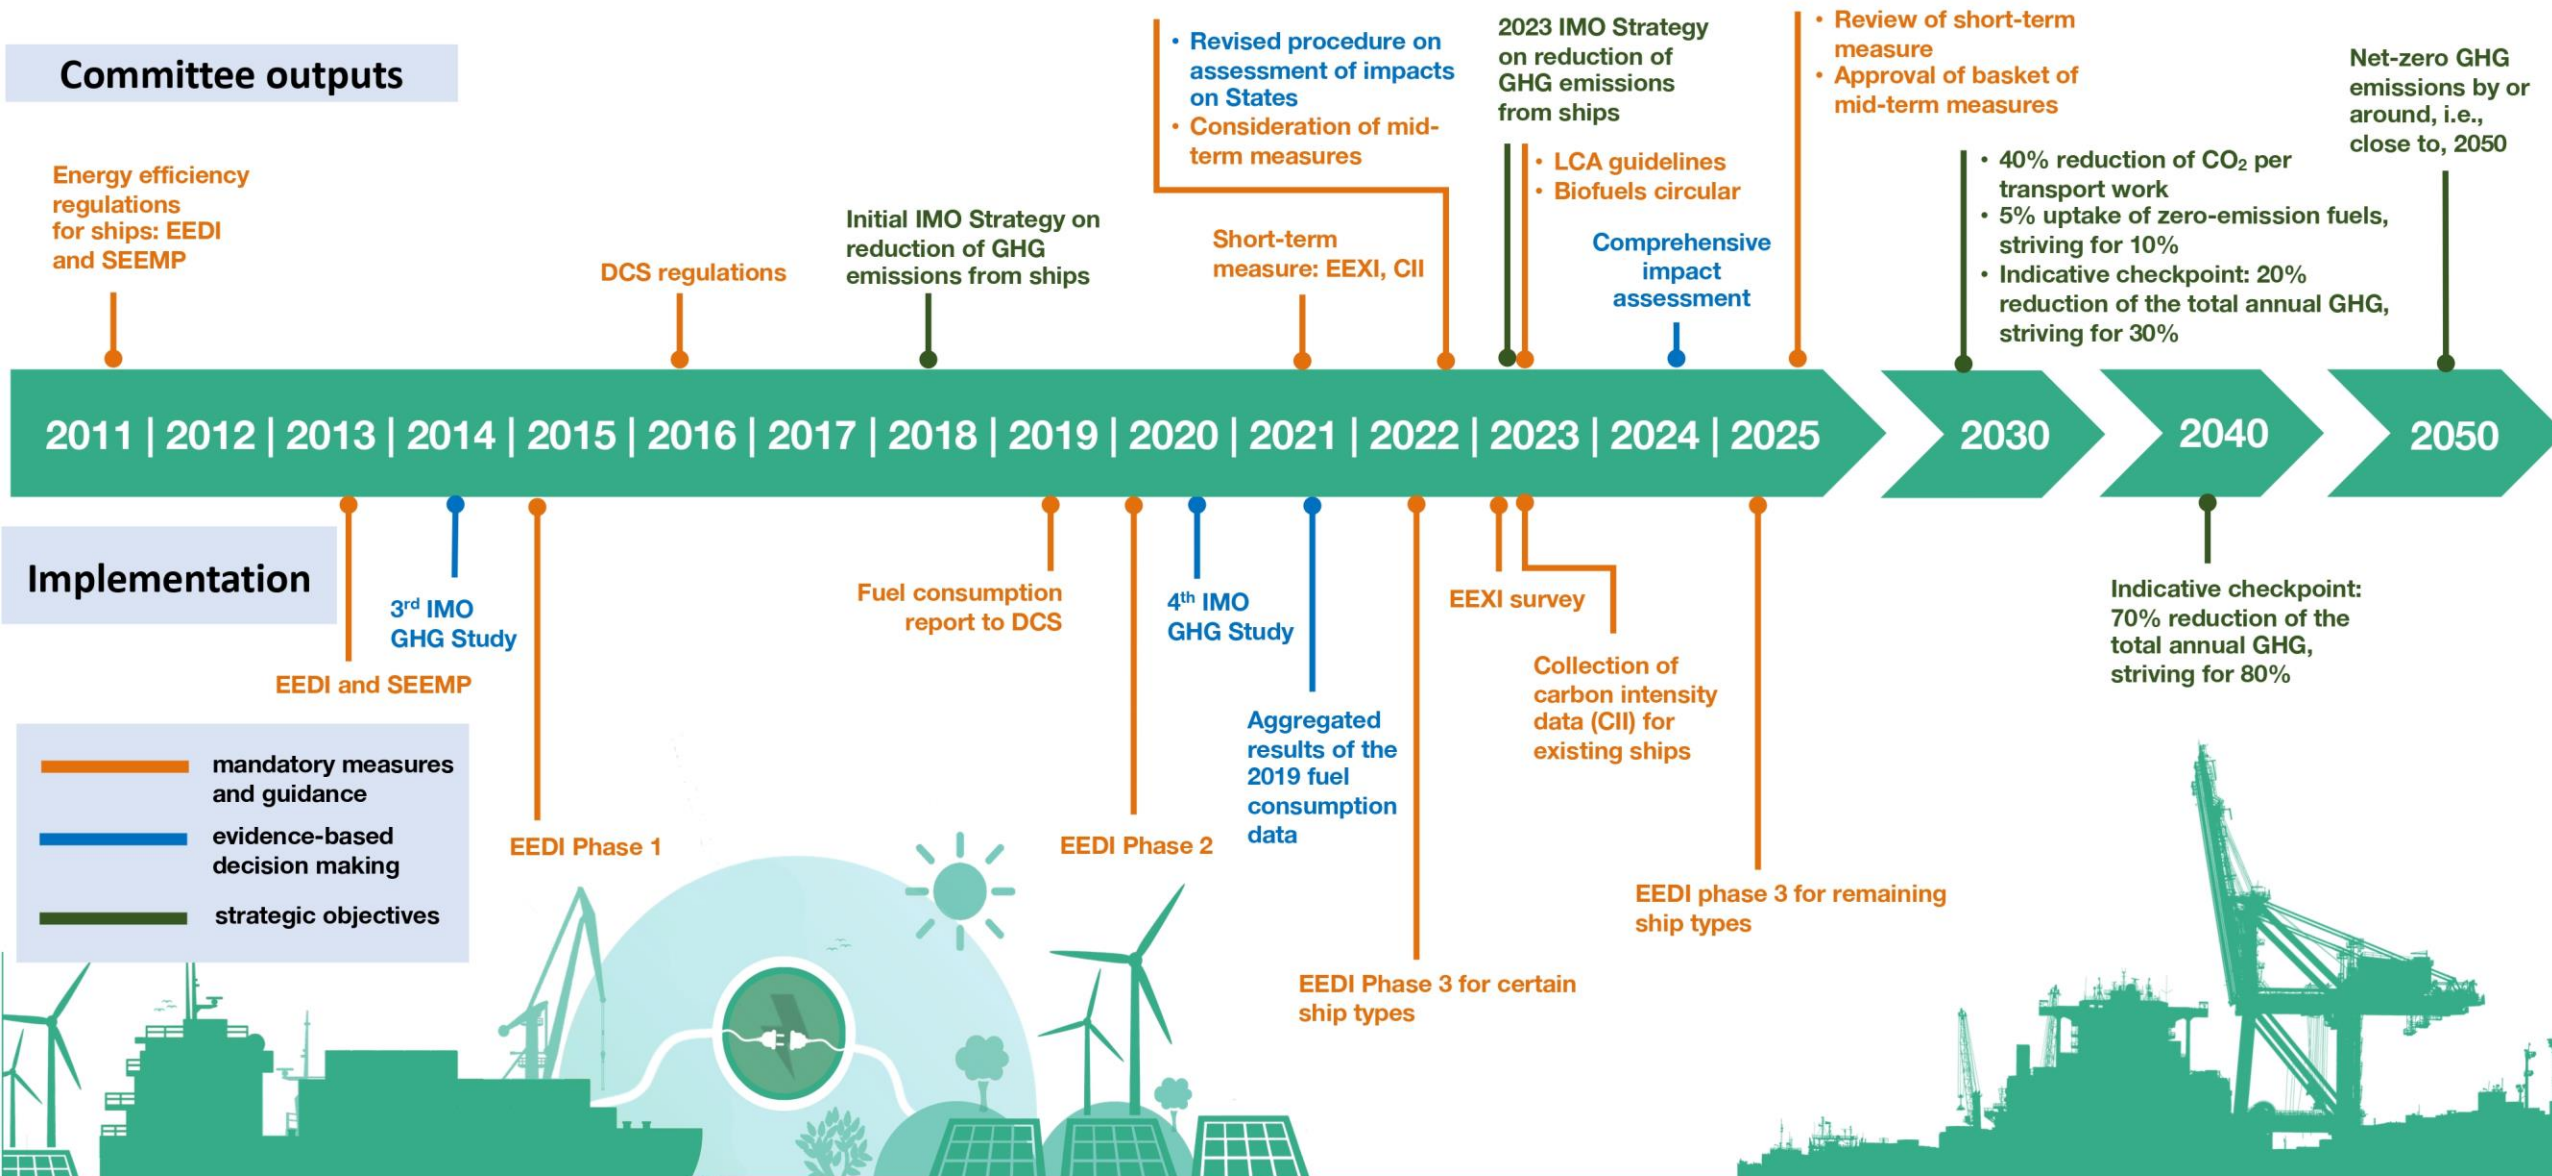 Committee outputs
Energy efficiency
regulations
for ships: EEDI
and SEEMP
DCS regulations
Initial IMO Strategy on
reduction of GHG
emissions from ships
• Revised procedure on
assessment of impacts
on States
• Consideration of mid-
term measures
Short-term
measure: EEXI, CII
2023 IMO Strategy
on reduction of
GHG emissions
from ships
• LCA guidelines
• Biofuels circular
Comprehensive
impact
assessment
• Review of short-term
measure
• Approval of basket of
mid-term measures
• 40% reduction of CO₂ per
transport work
• 5% uptake of zero-emission fuels,
striving for 10%
• Indicative checkpoint: 20%
reduction of the total annual GHG,
striving for 30%
Net-zero GHG
emissions by or
around, i.e.,
close to, 2050
2011 | 2012 | 2013 | 2014 | 2015 | 2016 | 2017 | 2018 | 2019 | 2020 | 2021 | 2022 | 2023 | 2024 | 2025 2030 2040 2050
Implementation
EEDI and SEEMP
3rd IMO
GHG Study
EEDI Phase 1
Fuel consumption
report to DCS
EEDI Phase 2
4th IMO
GHG Study
Aggregated
results of the
2019 fuel
consumption
data
EEDI Phase 3 for certain
ship types
EEXI survey
Collection of
carbon intensity
data (CII) for
existing ships
EEDI phase 3 for remaining
ship types
Indicative checkpoint:
70% reduction of the
total annual GHG,
striving for 80%
mandatory measures
and guidance
evidence-based
decision making
strategic objectives